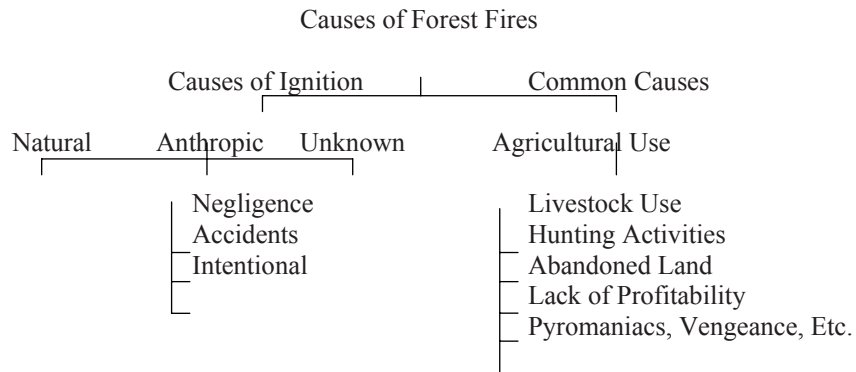 Causes of Forest Fires
Causes of Ignition Common Causes
Natural Anthropic Unknown Agricultural Use
Negligence Livestock Use
Accidents Hunting Activities
Intentional Abandoned Land
Lack of Profitability
Pyromaniacs, Vengeance, Etc.